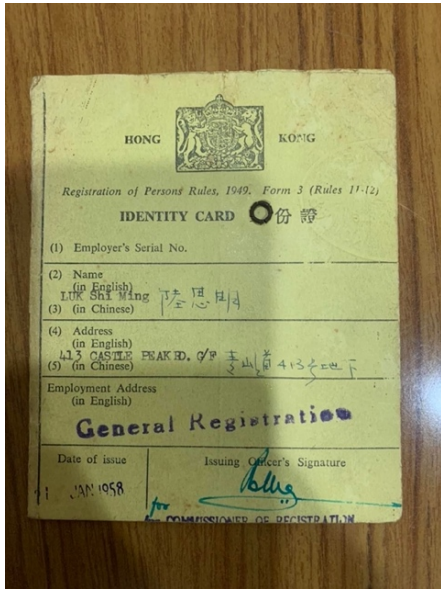 HONG KONG
Registration of Persons Rules, 1949. Form 3 (Rules 11-12)
IDENTITY CARD 份證
(1) Employer's Serial No.
(2) Name
(in English)
LUK Shi Ming 陸思明
(3) (in Chinese)
(4) Address
(in English)
413 CASTLE PEAK RD. G/F 青山道413号地下
(5) (in Chinese)
Employment Address
(in English)
General Registration
Date of issue Issuing Officer's Signature
JAN 1958
for
COMMISSIONER OF REGISTRATION